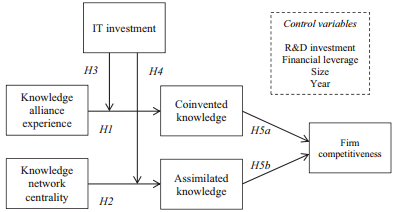 IT investment
Control variables
R&D investment
Financial leverage
Size
Year
H3
H4
Knowledge
alliance
experience
H1
Coinvented
knowledge
H5a
Firm
competitiveness
Knowledge
network
centrality
H2
Assimilated
knowledge
H5b